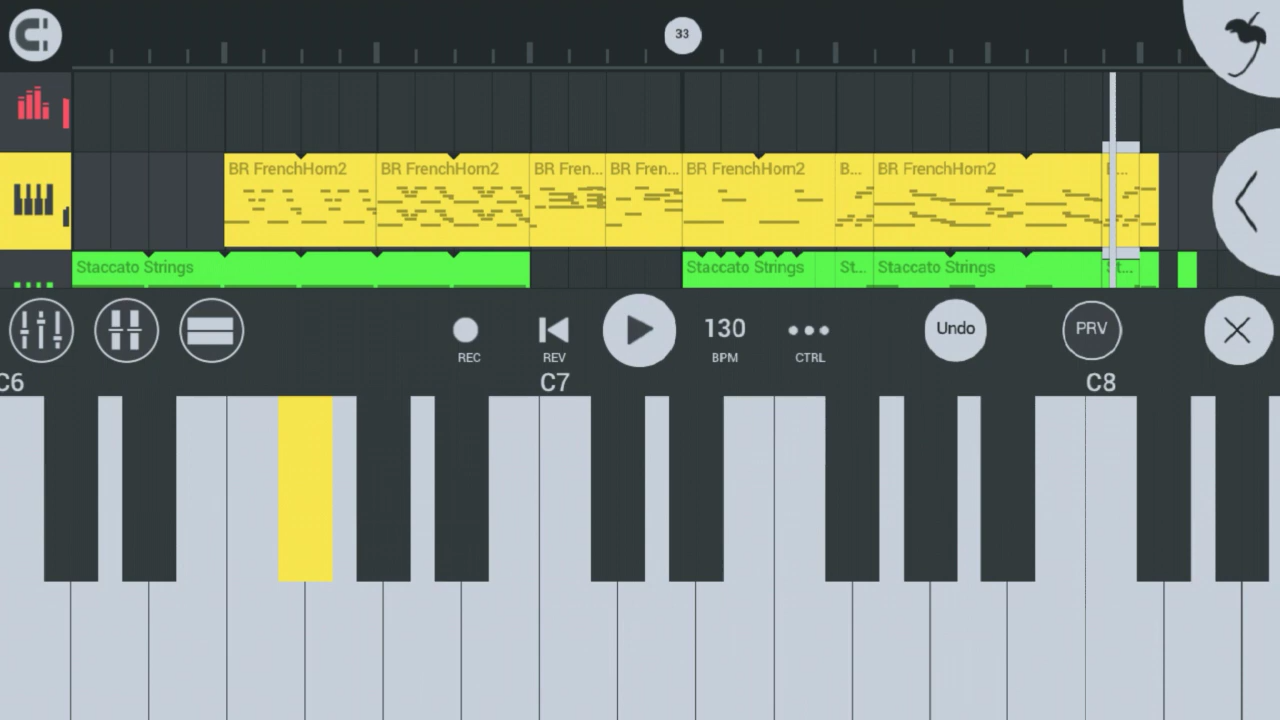 33
BR FrenchHorn2 BR FrenchHorn2 BR Fren... BR Fren... BR FrenchHorn2 B... BR FrenchHorn2
Staccato Strings Staccato Strings St... Staccato Strings St...
130 Undo PRV
REC REV BPM CTRL
C6 C7 C8